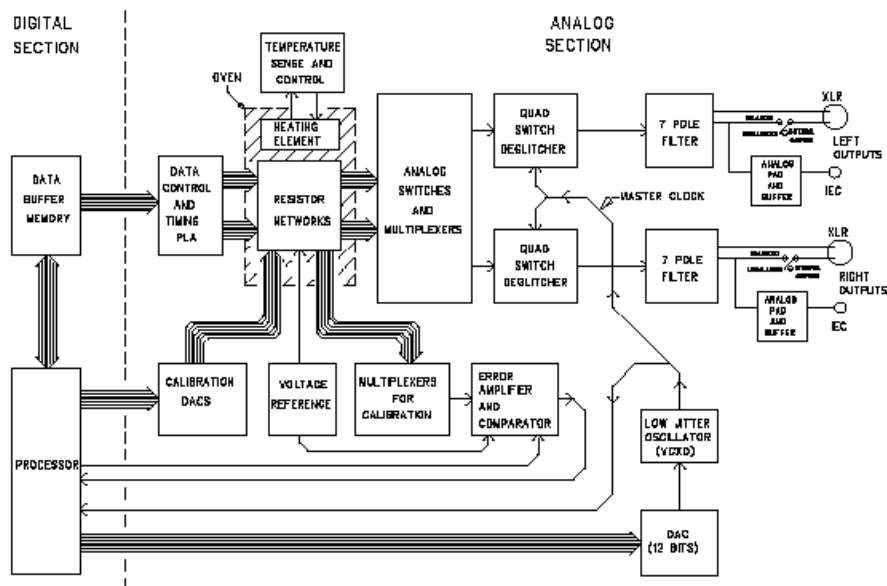 DIGITAL
SECTION
ANALOG
SECTION
TEMPERATURE
SENSE AND
CONTROL
OVEN
HEATING
ELEMENT
DATA
BUFFER
MEMORY
DATA
CONTROL
AND
TIMING
PLA
RESISTOR
NETWORKS
ANALOG
SWITCHES
AND
MULTIPLEXERS
QUAD
SWITCH
DEGLITCHER
7 POLE
FILTER
XLR
LEFT
OUTPUTS
ANALOG
PAD AND
BUFFER
IEC
MASTER CLOCK
QUAD
SWITCH
DEGLITCHER
7 POLE
FILTER
XLR
RIGHT
OUTPUTS
ANALOG
PAD AND
BUFFER
IEC
CALIBRATION
DACS
VOLTAGE
REFERENCE
MULTIPLEXERS
FOR
CALIBRATION
ERROR
AMPLIFIER
AND
COMPARATOR
LOW JITTER
OSCILLATOR
(VCXO)
PROCESSOR
DAC
(12 BITS)